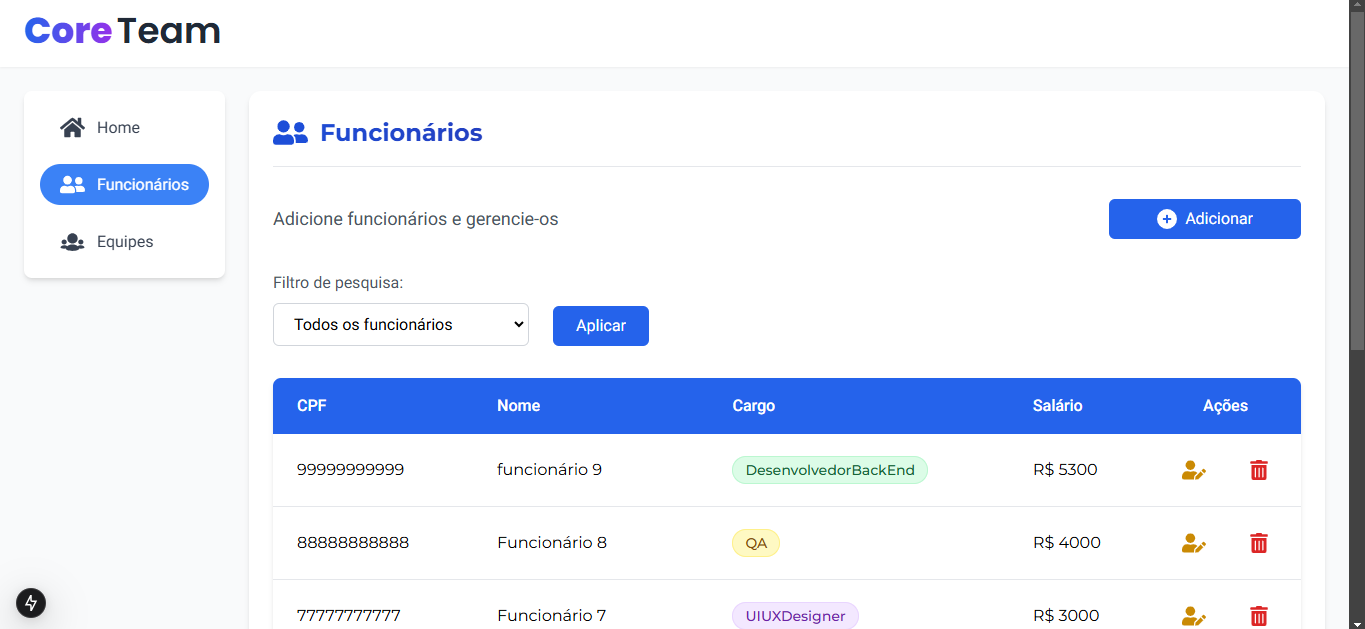 CoreTeam
Home
Funcionários
Equipes
Funcionários
Adicione funcionários e gerencie-os
Adicionar
Filtro de pesquisa:
Todos os funcionários
Aplicar
CPF Nome Cargo Salário Ações
99999999999 funcionário 9 DesenvolvedorBackEnd R$ 5300
88888888888 Funcionário 8 QA R$ 4000
77777777777 Funcionário 7 UIUXDesigner R$ 3000